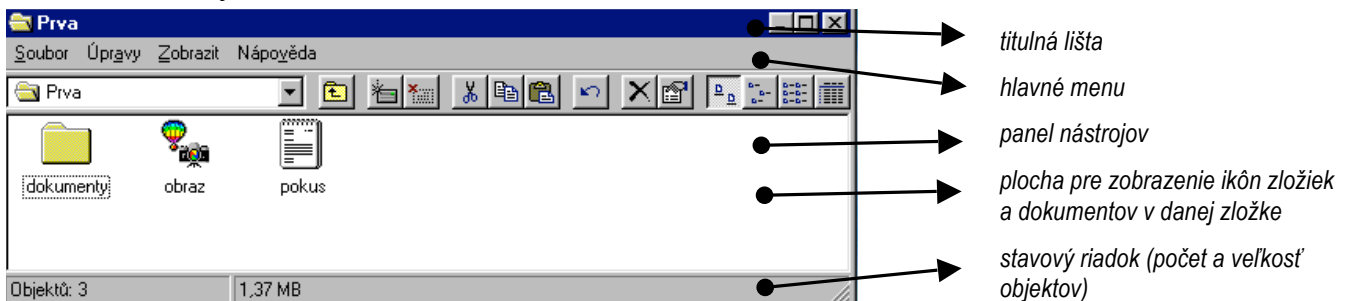 Prva
Soubor Úpravy Zobrazit Nápověda
Prva
dokumenty obraz pokus
Objektů: 3 1,37 MB
titulná lišta
hlavné menu
panel nástrojov
plocha pre zobrazenie ikôn zložiek
a dokumentov v danej zložke
stavový riadok (počet a veľkosť
objektov)